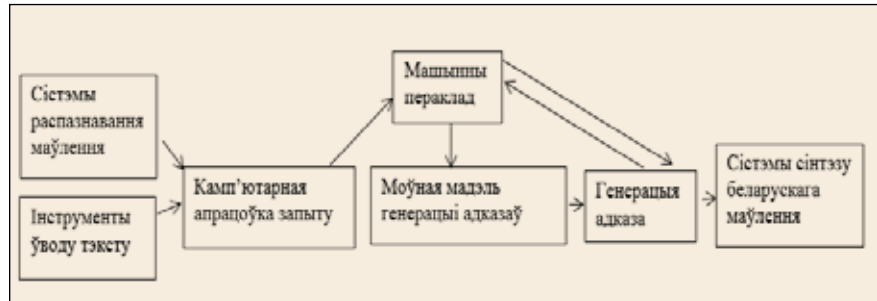 Машынны
пераклад
Сістэмы
распазнавання
маўлення
Камп'ютарная
апрацоўка запыту
Моўная мадэль
генерацыі адказаў
Генерацыя
адказа
Сістэмы сінтэзу
беларускага
маўлення
Інструменты
ўводу тэксту